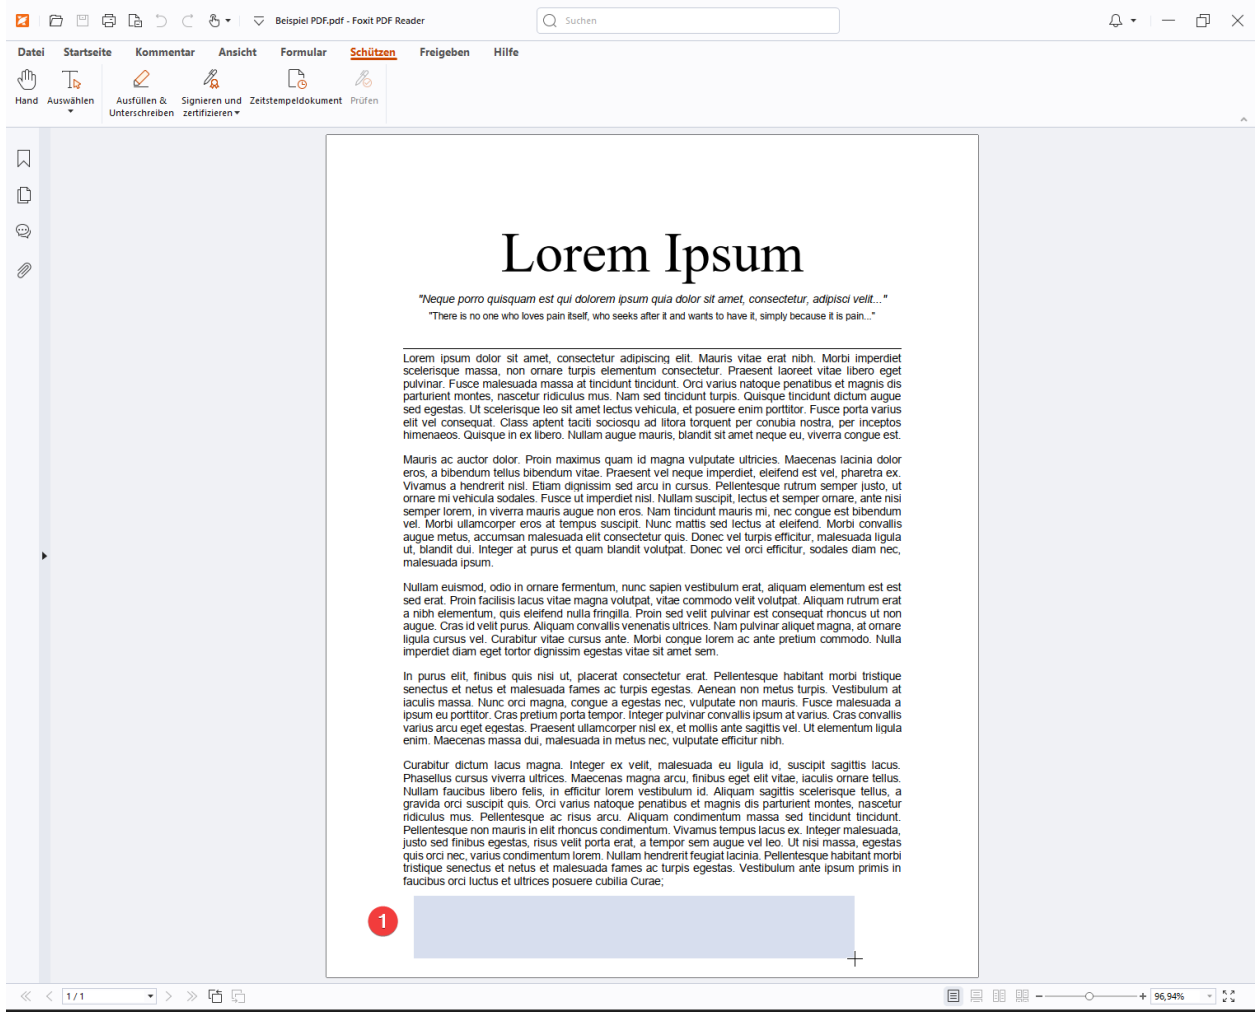 Beispiel PDF.pdf - Foxit PDF Reader
Suchen
Datei Startseite Kommentar Ansicht Formular Schützen Freigeben Hilfe
Hand Auswählen Ausfüllen & Unterschreiben Signieren und zertifizieren Zeitstempeldokument Prüfen
Lorem Ipsum
"Neque porro quisquam est qui dolorem ipsum quia dolor sit amet, consectetur, adipisci velit..."
"There is no one who loves pain itself, who seeks after it and wants to have it, simply because it is pain..."
Lorem ipsum dolor sit amet, consectetur adipiscing elit. Mauris vitae erat nibh. Morbi imperdiet
scelerisque massa, non ornare turpis elementum consectetur. Praesent laoreet vitae libero eget
pulvinar. Fusce malesuada massa at tincidunt tincidunt. Orci varius natoque penatibus et magnis dis
parturient montes, nascetur ridiculus mus. Nam sed tincidunt turpis. Quisque tincidunt dictum augue
sed egestas. Ut scelerisque leo sit amet lectus vehicula, et posuere enim porttitor. Fusce porta varius
elit vel consequat. Class aptent taciti sociosqu ad litora torquent per conubia nostra, per inceptos
himenaeos. Quisque in ex libero. Nullam augue mauris, blandit sit amet neque eu, viverra congue est.
Mauris ac auctor dolor. Proin maximus quam id magna vulputate ultricies. Maecenas lacinia dolor
eros, a bibendum tellus bibendum vitae. Praesent vel neque imperdiet, eleifend est vel, pharetra ex.
Vivamus a hendrerit nisl. Etiam dignissim sed arcu in cursus. Pellentesque rutrum semper justo, ut
ornare mi vehicula sodales. Fusce ut imperdiet nisl. Nullam suscipit, lectus et semper ornare, ante nisi
semper lorem, in viverra mauris augue non eros. Nam tincidunt mauris mi, nec congue est bibendum
vel. Morbi ullamcorper eros at tempus suscipit. Nunc mattis sed lectus at eleifend. Morbi convallis
augue metus, accumsan malesuada elit consectetur quis. Donec vel turpis efficitur, malesuada ligula
ut, blandit dui. Integer at purus et quam blandit volutpat. Donec vel orci efficitur, sodales diam nec,
malesuada ipsum.
Nullam euismod, odio in ornare fermentum, nunc sapien vestibulum erat, aliquam elementum est est
sed erat. Proin facilisis lacus vitae magna volutpat, vitae commodo velit volutpat. Aliquam rutrum erat
a nibh elementum, quis eleifend nulla fringilla. Proin sed velit pulvinar est consequat rhoncus ut non
augue. Cras id velit purus. Aliquam convallis venenatis ultrices. Nam pulvinar aliquet magna, at ornare
ligula cursus vel. Curabitur vitae cursus ante. Morbi congue lorem ac ante pretium commodo. Nulla
imperdiet diam eget tortor dignissim egestas vitae sit amet sem.
In purus elit, finibus quis nisi ut, placerat consectetur erat. Pellentesque habitant morbi tristique
senectus et netus et malesuada fames ac turpis egestas. Aenean non metus turpis. Vestibulum at
iaculis massa. Nunc orci magna, congue a egestas nec, vulputate non mauris. Fusce malesuada a
ipsum eu porttitor. Cras pretium porta tempor. Integer pulvinar convallis ipsum at varius. Cras convallis
varius arcu eget egestas. Praesent ullamcorper nisl ex, et mollis ante sagittis vel. Ut elementum ligula
enim. Maecenas massa dui, malesuada in metus nec, vulputate efficitur nibh.
Curabitur dictum lacus magna. Integer ex velit, malesuada eu ligula id, suscipit sagittis lacus.
Phasellus cursus viverra ultrices. Maecenas magna arcu, finibus eget elit vitae, iaculis ornare tellus.
Nullam faucibus libero felis, in efficitur lorem vestibulum id. Aliquam sagittis scelerisque tellus, a
gravida orci suscipit quis. Orci varius natoque penatibus et magnis dis parturient montes, nascetur
ridiculus mus. Pellentesque ac risus arcu. Aliquam condimentum massa sed tincidunt tincidunt.
Pellentesque non mauris in elit rhoncus condimentum. Vivamus tempus lacus ex. Integer malesuada,
justo sed finibus egestas, risus velit porta erat, a tempor sem augue vel leo. Ut nisi massa, egestas
quis orci nec, varius condimentum lorem. Nullam hendrerit feugiat lacinia. Pellentesque habitant morbi
tristique senectus et netus et malesuada fames ac turpis egestas. Vestibulum ante ipsum primis in
faucibus orci luctus et ultrices posuere cubilia Curae;
1
1 / 1
96,94%